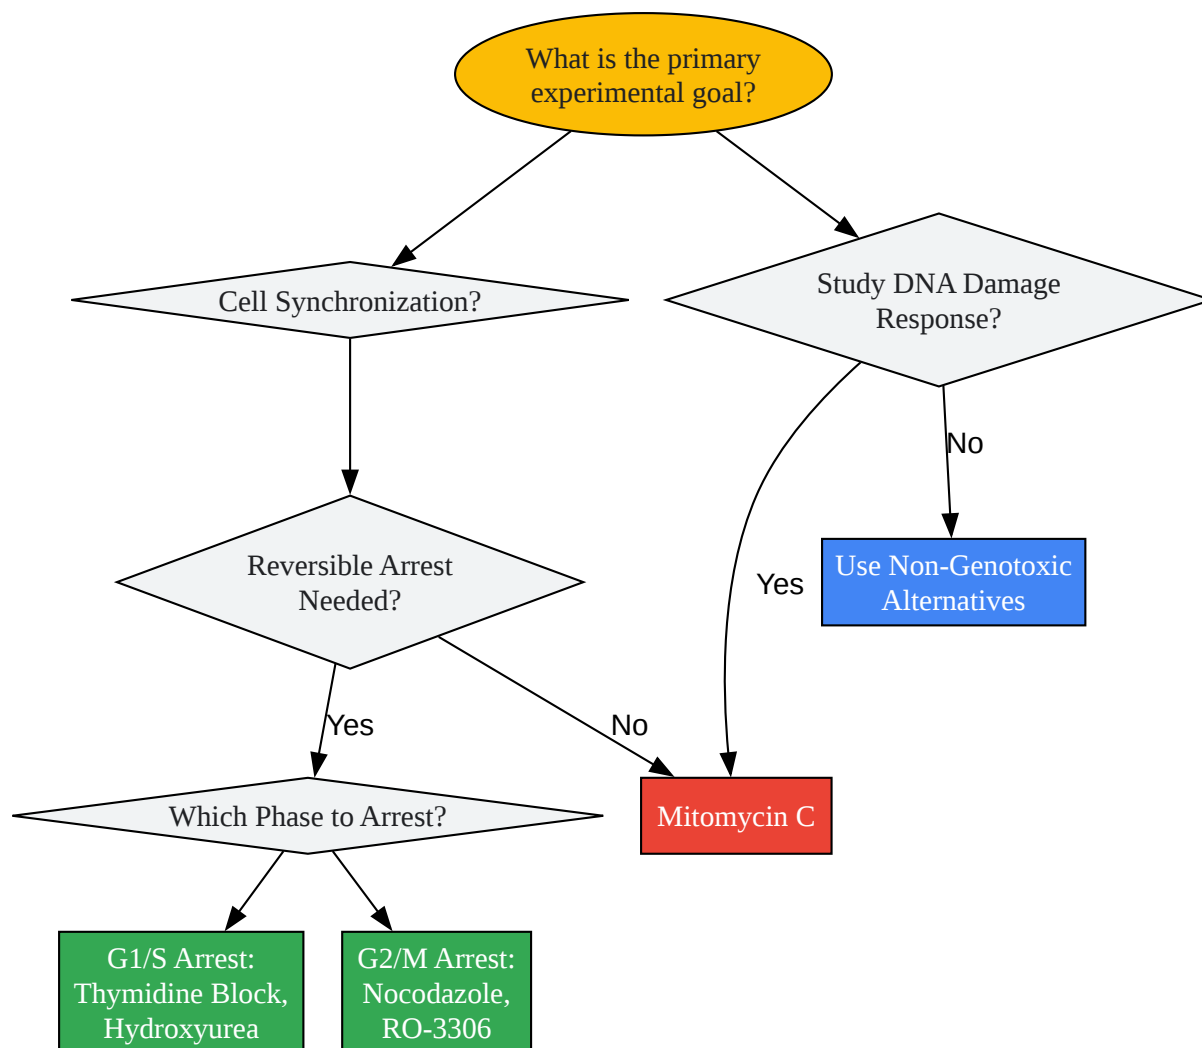 What is the primary
experimental goal?
Cell Synchronization?
Study DNA Damage
Response?
No
Reversible Arrest
Needed?
Use Non-Genotoxic
Alternatives
Yes
Yes
No
Which Phase to Arrest?
Mitomycin C
G1/S Arrest:
Thymidine Block,
Hydroxyurea
G2/M Arrest:
Nocodazole,
RO-3306